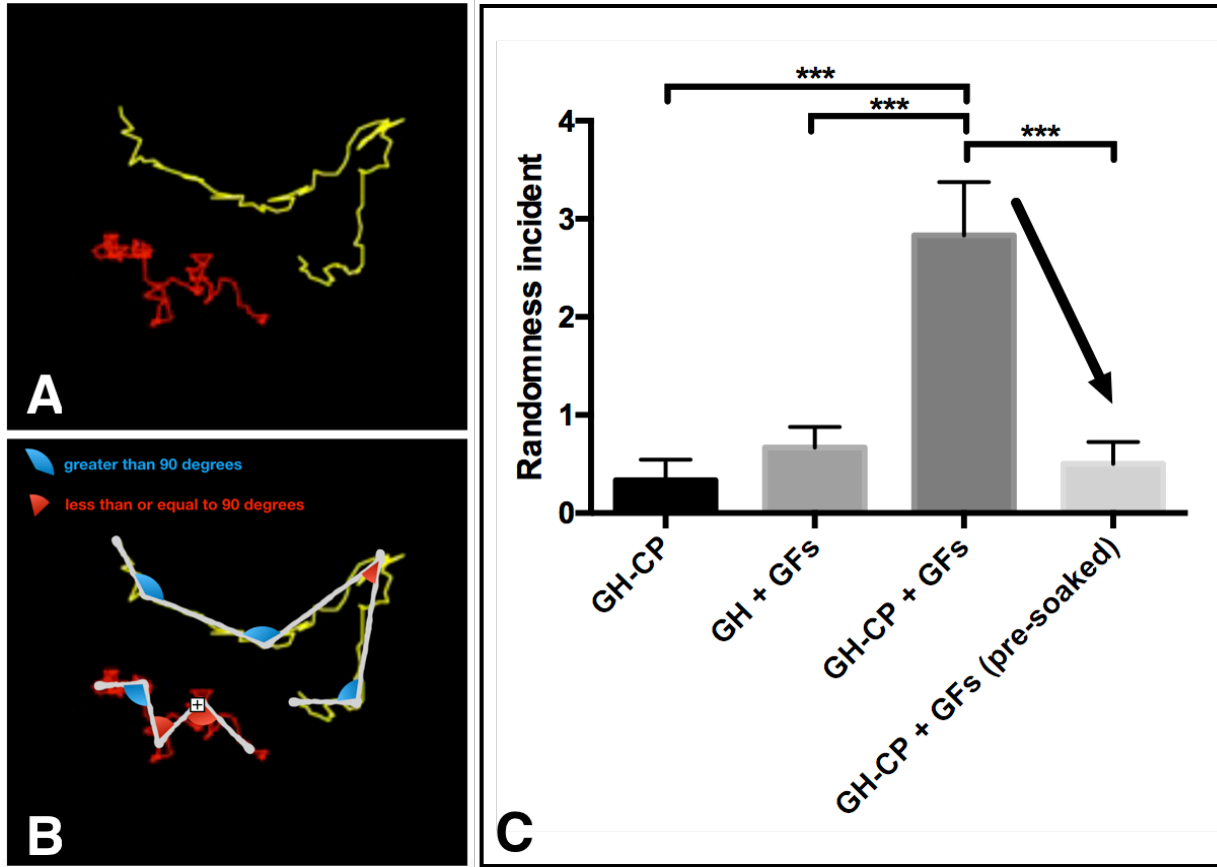 A
greater than 90 degrees
less than or equal to 90 degrees
B
***
***
***
Randomness incident
4
3
2
1
0
GH-CP
GH + GFs
GH-CP + GFs
GH-CP + GFs (pre-soaked)
C